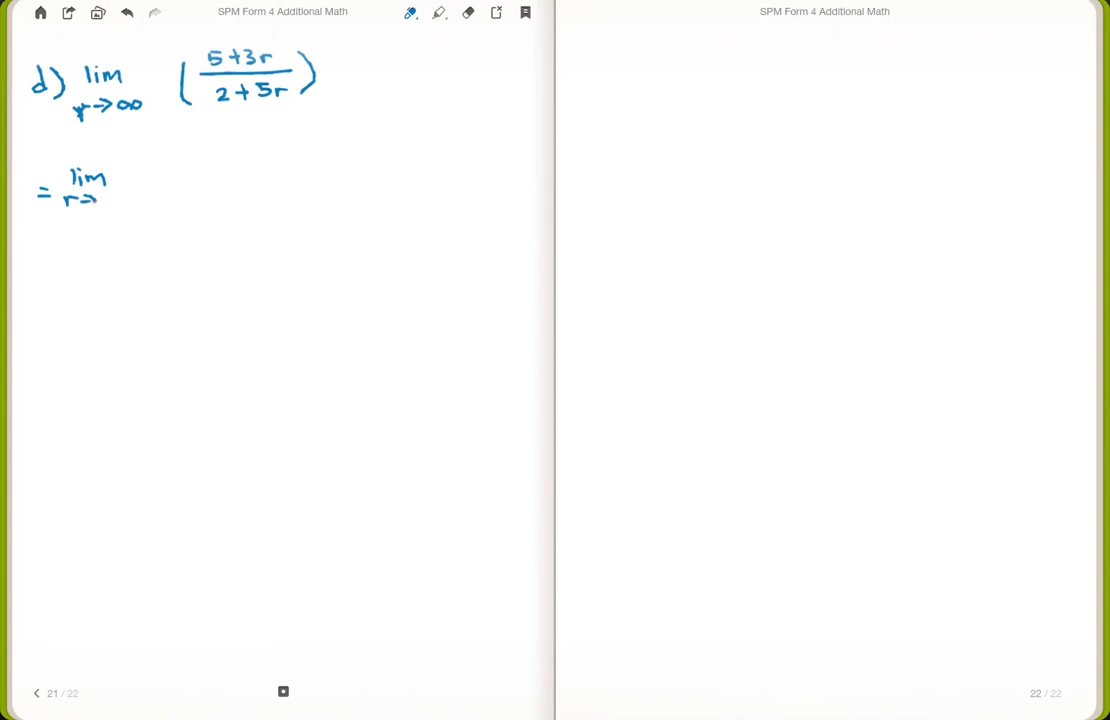 SPM Form 4 Additional Math
SPM Form 4 Additional Math
d) lim r→∞ ( 5+3r / 2+5r )
= lim r→
21 / 22
22 / 22